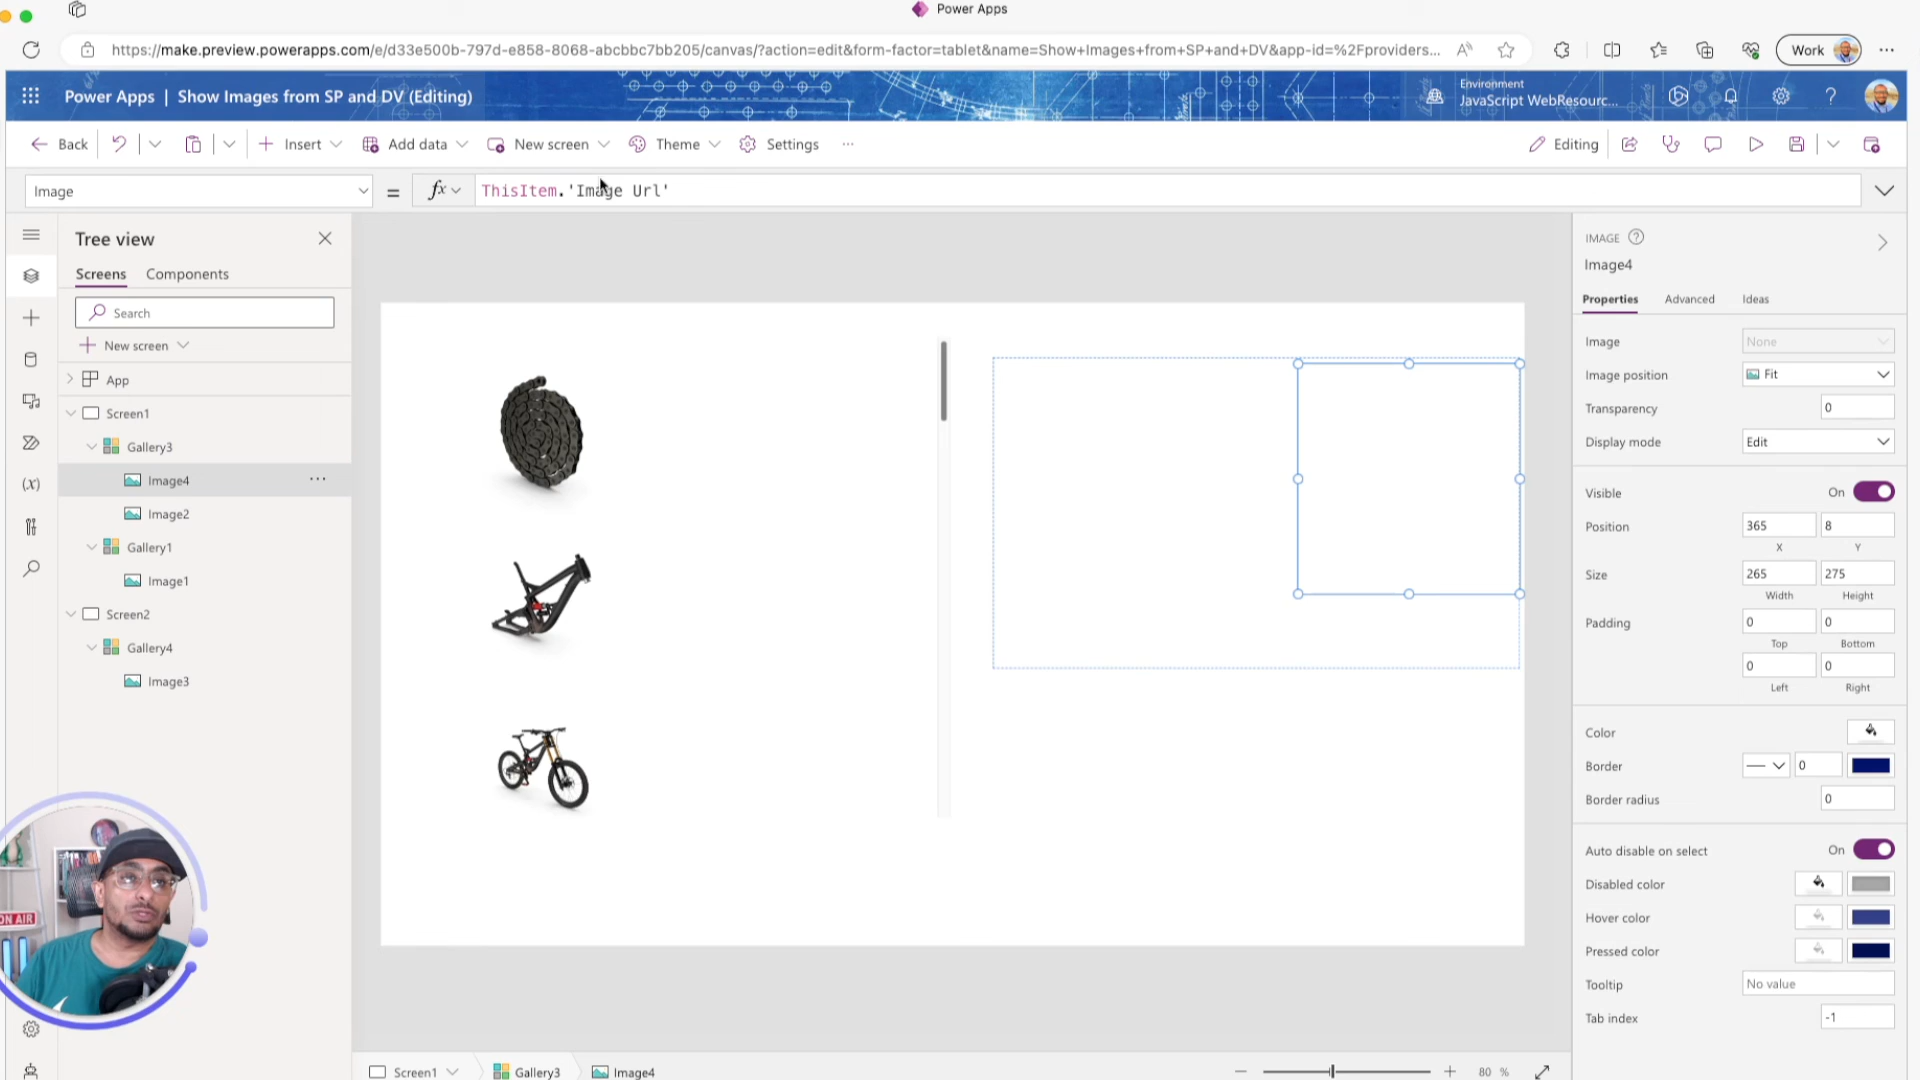 Power Apps
https://make.preview.powerapps.com/e/d33e500b-797d-e858-8068-abcbbc7bb205/canvas/?action=edit&form-factor=tablet&name=Show+Images+from+SP+and+DV&app-id=%2Fproviders...
Work
Power Apps | Show Images from SP and DV (Editing)
Environment
JavaScript WebResourc...
Back
Insert
Add data
New screen
Theme
Settings
Editing
Image
=
fx
ThisItem.'Image Url'
Tree view
Screens
Components
Search
New screen
App
Screen1
Gallery3
Image4
Image2
Gallery1
Image1
Screen2
Gallery4
Image3
ON AIR
IMAGE
Image4
Properties
Advanced
Ideas
Image
None
Image position
Fit
Transparency
0
Display mode
Edit
Visible
On
Position
365
8
X
Y
Size
265
275
Width
Height
Padding
0
0
Top
Bottom
0
0
Left
Right
Color
Border
0
Border radius
0
Auto disable on select
On
Disabled color
Hover color
Pressed color
Tooltip
No value
Tab index
-1
Screen1
Gallery3
Image4
80 %